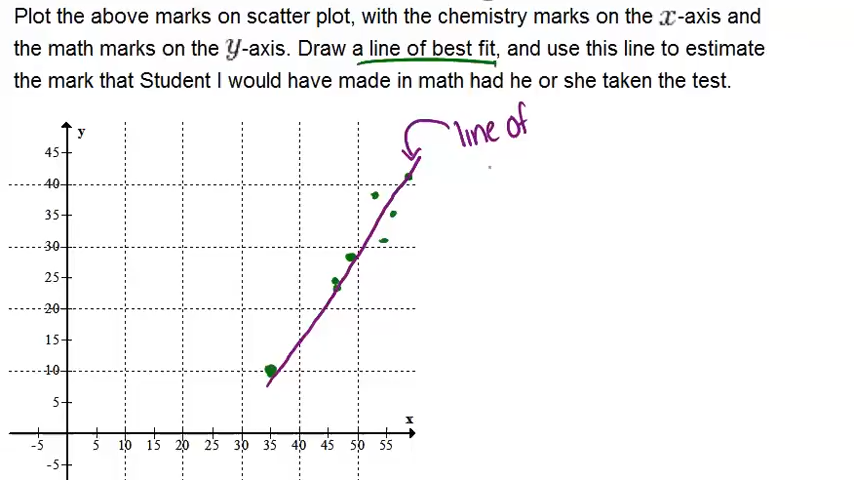 Plot the above marks on scatter plot, with the chemistry marks on the x-axis and
the math marks on the y-axis. Draw a line of best fit, and use this line to estimate
the mark that Student I would have made in math had he or she taken the test.
line of
y
45
40
35
30
25
20
15
10
5
x
-5 5 10 15 20 25 30 35 40 45 50 55
-5